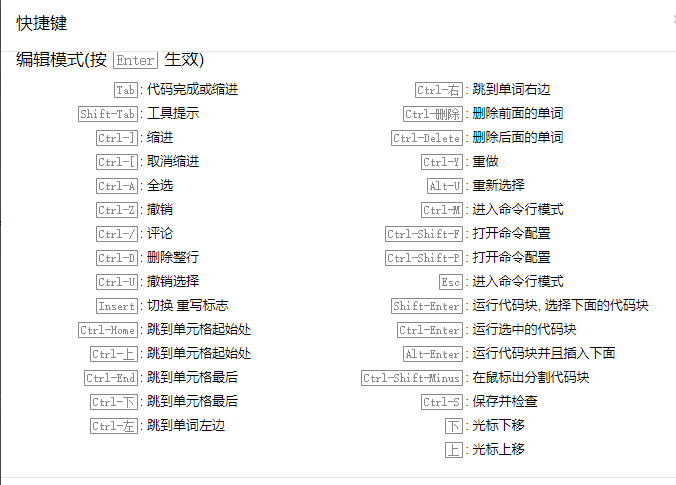 快捷键
编辑模式(按 Enter 生效)
Tab : 代码完成或缩进
Shift-Tab : 工具提示
Ctrl-] : 缩进
Ctrl-[ : 取消缩进
Ctrl-A : 全选
Ctrl-Z : 撤销
Ctrl-/ : 评论
Ctrl-D : 删除整行
Ctrl-U : 撤销选择
Insert : 切换 重写标志
Ctrl-Home : 跳到单元格起始处
Ctrl-上 : 跳到单元格起始处
Ctrl-End : 跳到单元格最后
Ctrl-下 : 跳到单元格最后
Ctrl-左 : 跳到单词左边
Ctrl-右 : 跳到单词右边
Ctrl-删除 : 删除前面的单词
Ctrl-Delete : 删除后面的单词
Ctrl-Y : 重做
Alt-U : 重新选择
Ctrl-M : 进入命令行模式
Ctrl-Shift-F : 打开命令配置
Ctrl-Shift-P : 打开命令配置
Esc : 进入命令行模式
Shift-Enter : 运行代码块, 选择下面的代码块
Ctrl-Enter : 运行选中的代码块
Alt-Enter : 运行代码块并且插入下面
Ctrl-Shift-Minus : 在鼠标出分割代码块
Ctrl-S : 保存并检查
下 : 光标下移
上 : 光标上移